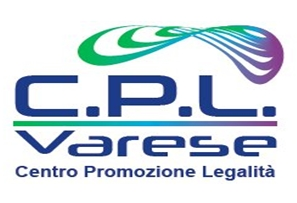 C.P.L.
Varese
Centro Promozione Legalità